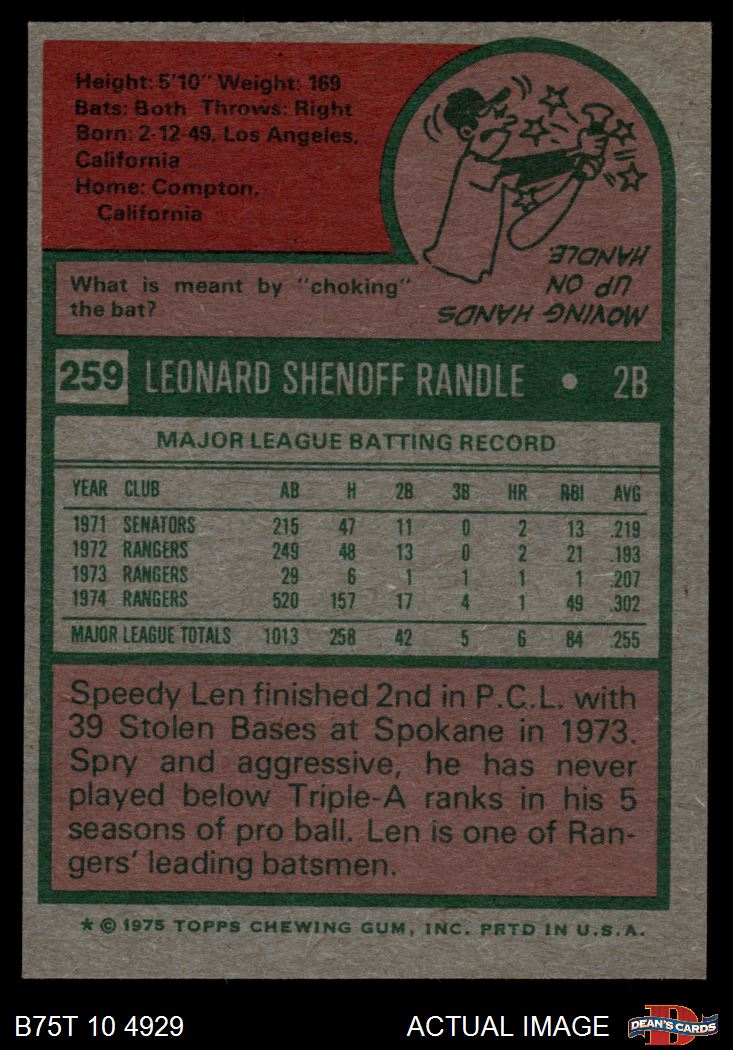 Height: 5'10" Weight: 169
Bats: Both Throws: Right
Born: 2-12-49, Los Angeles,
California
Home: Compton,
California
What is meant by "choking"
the bat?
MOVING HANDS
UP ON
HANDLE.
259 LEONARD SHENOFF RANDLE • 2B
MAJOR LEAGUE BATTING RECORD
YEAR CLUB AB H 2B 3B HR RBI AVG
1971 SENATORS 215 47 11 0 2 13 .219
1972 RANGERS 249 48 13 0 2 21 .193
1973 RANGERS 29 6 1 1 1 1 .207
1974 RANGERS 520 157 17 4 1 49 .302
MAJOR LEAGUE TOTALS 1013 258 42 5 6 84 .255
Speedy Len finished 2nd in P.C.L. with
39 Stolen Bases at Spokane in 1973.
Spry and aggressive, he has never
played below Triple-A ranks in his 5
seasons of pro ball. Len is one of Ran-
gers' leading batsmen.
* © 1975 TOPPS CHEWING GUM, INC. PRTD IN U.S.A.
B75T 10 4929 ACTUAL IMAGE DEAN'S CARDS